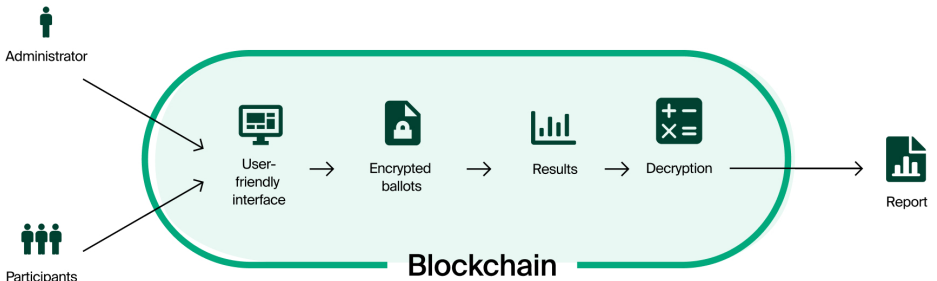 Administrator
User-
friendly
interface
Encrypted
ballots
Results
Decryption
Report
Blockchain
Participants